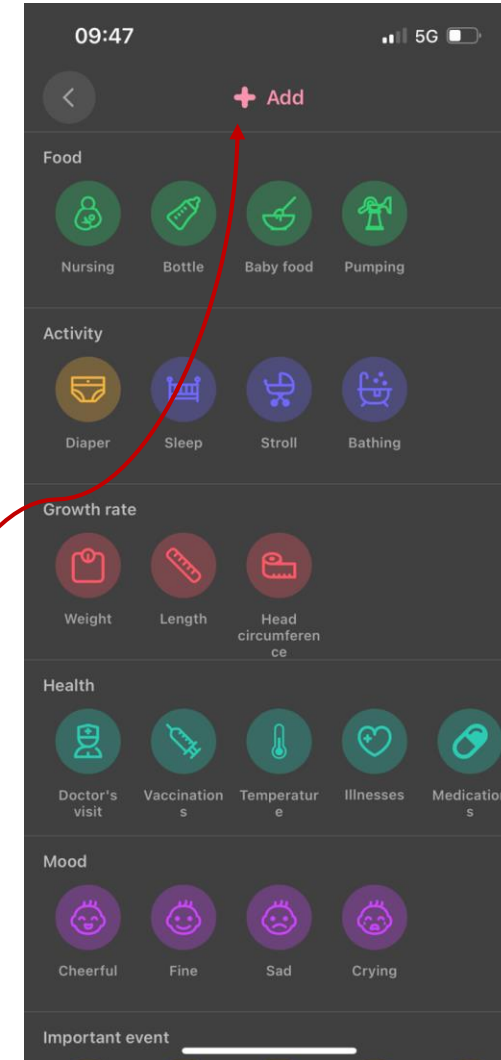 09:47
5G
+ Add
Food
Nursing
Bottle
Baby food
Pumping
Activity
Diaper
Sleep
Stroll
Bathing
Growth rate
Weight
Length
Head
circumferen
ce
Health
Doctor's
visit
Vaccination
s
Temperatur
e
Illnesses
Medication
s
Mood
Cheerful
Fine
Sad
Crying
Important event